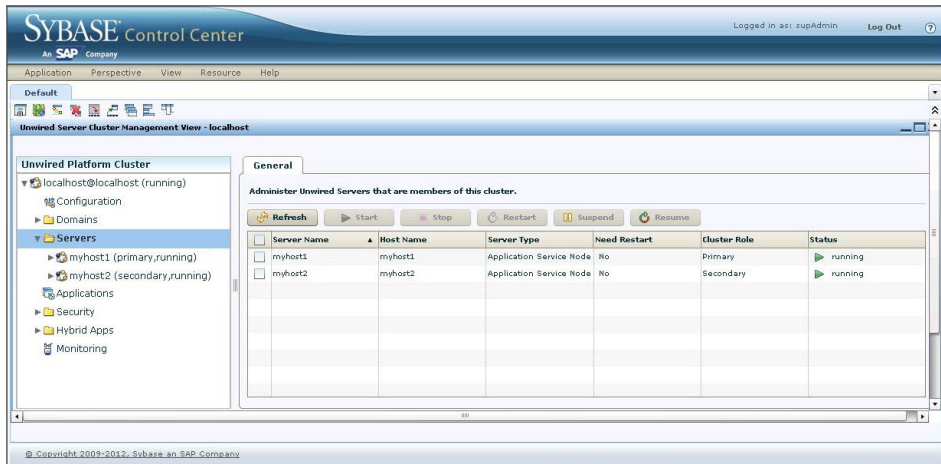 SYBASE Control Center
An SAP Company
Logged in as: supAdmin Log Out ?
Application Perspective View Resource Help
Default
Unwired Server Cluster Management View - localhost
Unwired Platform Cluster
localhost@localhost (running)
Configuration
Domains
Servers
myhost1 (primary,running)
myhost2 (secondary,running)
Applications
Security
Hybrid Apps
Monitoring
General
Administer Unwired Servers that are members of this cluster.
Refresh Start Stop Restart Suspend Resume
Server Name Host Name Server Type Need Restart Cluster Role Status
myhost1 myhost1 Application Service Node No Primary running
myhost2 myhost2 Application Service Node No Secondary running
© Copyright 2009-2012, Sybase an SAP Company